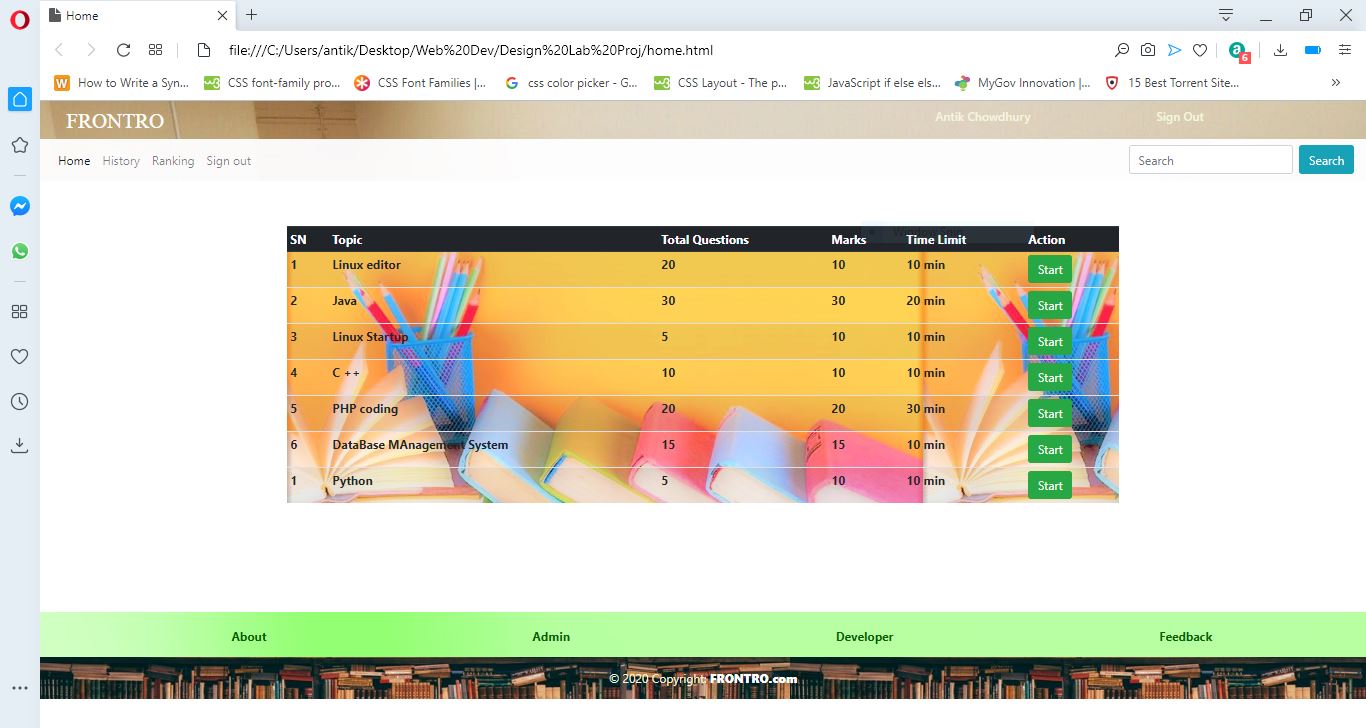 Home
file:///C:/Users/antik/Desktop/Web%20Dev/Design%20Lab%20Proj/home.html
6
How to Write a Syn... CSS font-family pro... CSS Font Families |... css color picker - G... CSS Layout - The p... JavaScript if else els... MyGov Innovation |... 15 Best Torrent Site... »
FRONTRO Antik Chowdhury Sign Out
Home History Ranking Sign out Search Search
SN Topic Total Questions Marks Time Limit Action
1 Linux editor 20 10 10 min Start
2 Java 30 30 20 min Start
3 Linux Startup 5 10 10 min Start
4 C ++ 10 10 10 min Start
5 PHP coding 20 20 30 min Start
6 DataBase MAnagement System 15 15 10 min Start
1 Python 5 10 10 min Start
About Admin Developer Feedback
© 2020 Copyright: FRONTRO.com